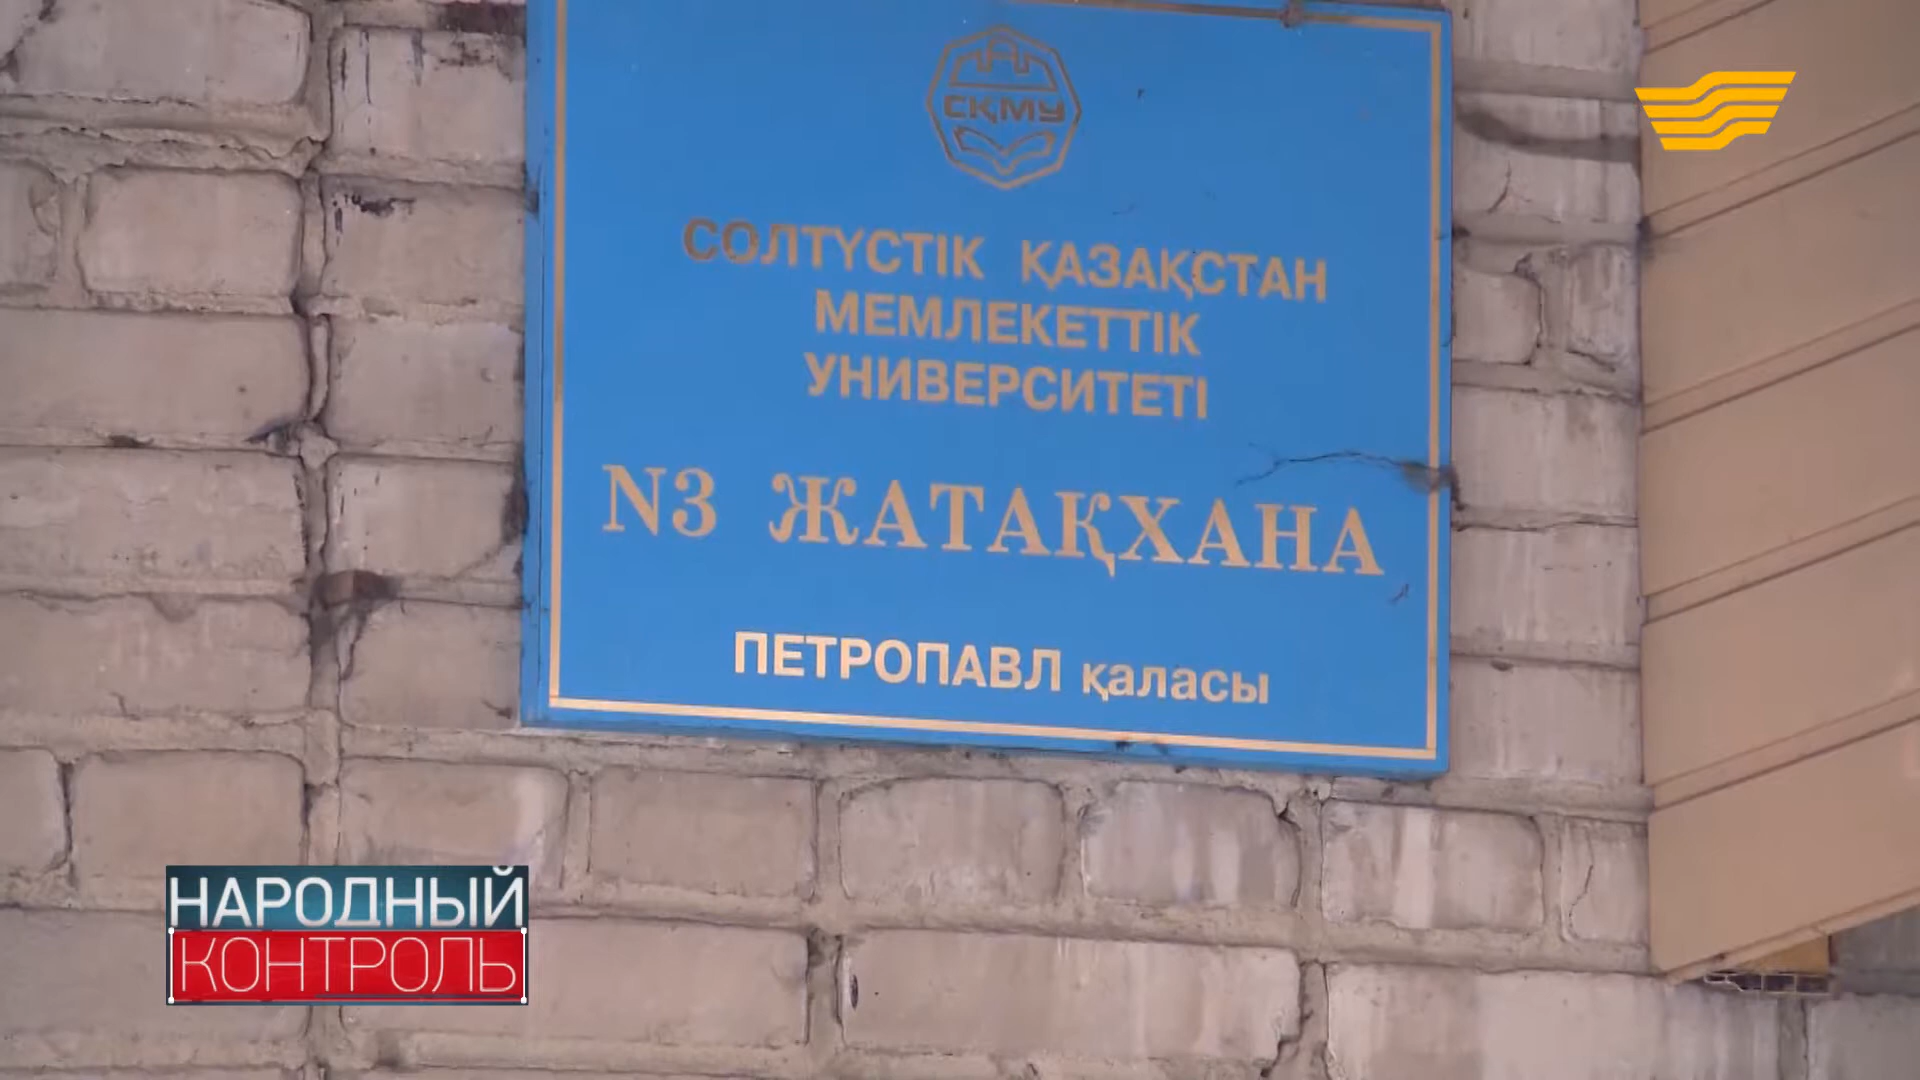 СҚМУ
СОЛТҮСТІК ҚАЗАҚСТАН
МЕМЛЕКЕТТІК
УНИВЕРСИТЕТІ
N3 ЖАТАҚХАНА
ПЕТРОПАВЛ қаласы
НАРОДНЫЙ
КОНТРОЛЬ